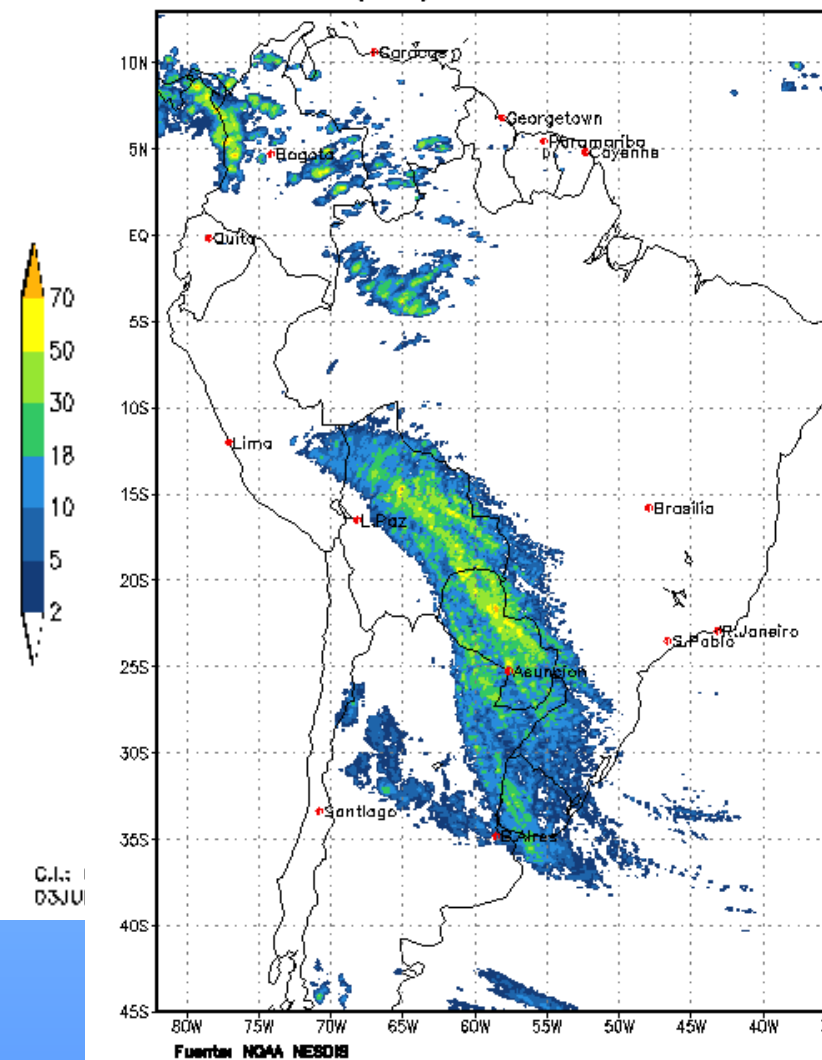 10N
5N
EQ
5S
10S
15S
20S
25S
30S
35S
40S
45S
80W 75W 70W 65W 60W 55W 50W 45W 40W
Caracas
Georgetown
Paramaribo
Cayenne
Bogota
Quito
Lima
L.Paz
Brasilia
R.Janeiro
S.Pablo
Asuncion
Santiago
B.Aires
70
50
30
18
10
5
2
C.I.:
03JU
Fuente: NOAA NESDIS